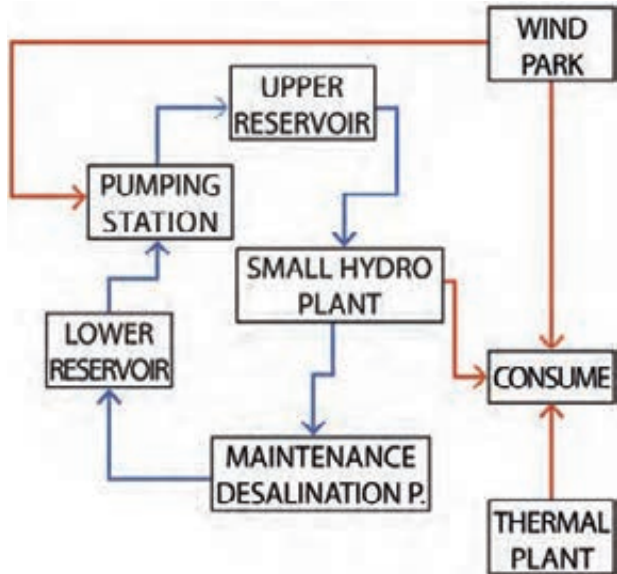 WIND
PARK
UPPER
RESERVOIR
PUMPING
STATION
SMALL HYDRO
PLANT
LOWER
RESERVOIR
CONSUME
MAINTENANCE
DESALINATION P.
THERMAL
PLANT